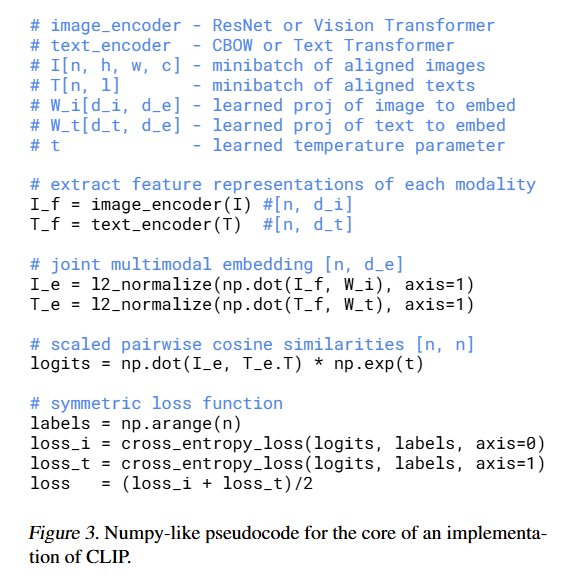 # image_encoder - ResNet or Vision Transformer
# text_encoder  - CBOW or Text Transformer
# I[n, h, w, c] - minibatch of aligned images
# T[n, l]       - minibatch of aligned texts
# W_i[d_i, d_e] - learned proj of image to embed
# W_t[d_t, d_e] - learned proj of text to embed
# t             - learned temperature parameter
# extract feature representations of each modality
I_f = image_encoder(I) #[n, d_i]
T_f = text_encoder(T)  #[n, d_t]
# joint multimodal embedding [n, d_e]
I_e = l2_normalize(np.dot(I_f, W_i), axis=1)
T_e = l2_normalize(np.dot(T_f, W_t), axis=1)
# scaled pairwise cosine similarities [n, n]
logits = np.dot(I_e, T_e.T) * np.exp(t)
# symmetric loss function
labels = np.arange(n)
loss_i = cross_entropy_loss(logits, labels, axis=0)
loss_t = cross_entropy_loss(logits, labels, axis=1)
loss   = (loss_i + loss_t)/2
Figure 3. Numpy-like pseudocode for the core of an implementa-
tion of CLIP.